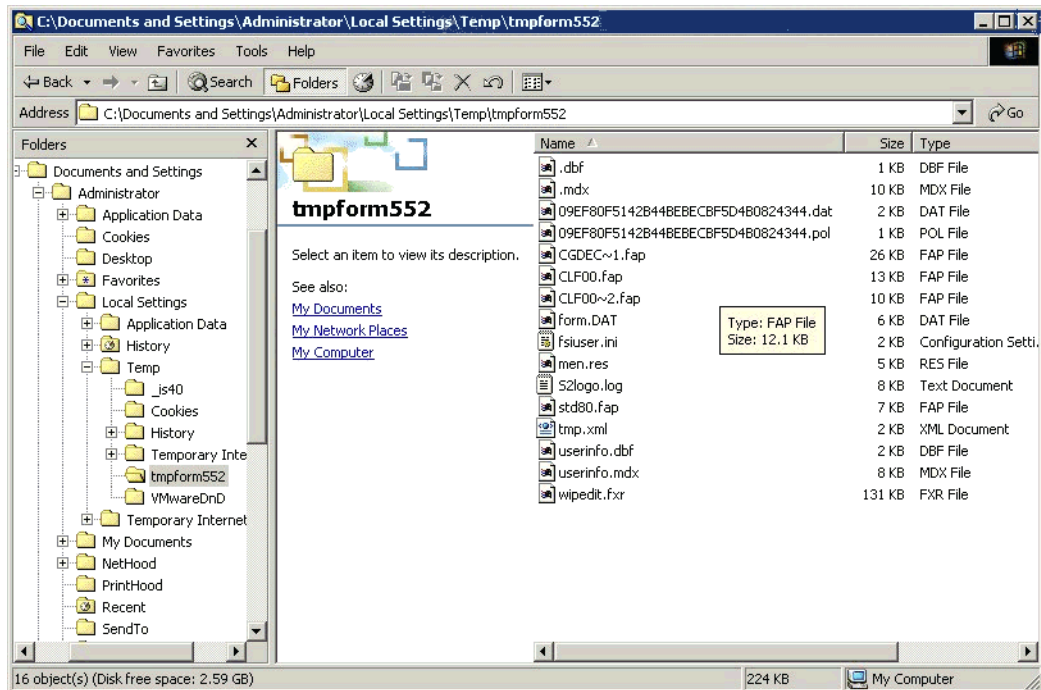 C:\Documents and Settings\Administrator\Local Settings\Temp\tmpform552
File Edit View Favorites Tools Help
Back Search Folders
Address C:\Documents and Settings\Administrator\Local Settings\Temp\tmpform552 Go
Folders x
Documents and Settings
Administrator
Application Data
Cookies
Desktop
Favorites
Local Settings
Application Data
History
Temp
_is40
Cookies
History
Temporary Inte
tmpform552
VMwareDnD
Temporary Internet
My Documents
NetHood
PrintHood
Recent
SendTo
tmpform552
Select an item to view its description.
See also:
My Documents
My Network Places
My Computer
Name Size Type
.dbf 1 KB DBF File
.mdx 10 KB MDX File
09EF80F5142B44BEBECBF5D4B0824344.dat 2 KB DAT File
09EF80F5142B44BEBECBF5D4B0824344.pol 1 KB POL File
CGDEC~1.fap 26 KB FAP File
CLF00.fap 13 KB FAP File
CLF00~2.fap 10 KB FAP File
form.DAT 6 KB DAT File
fsiuser.ini 2 KB Configuration Setti.
men.res 5 KB RES File
S2logo.log 8 KB Text Document
std80.fap 7 KB FAP File
tmp.xml 2 KB XML Document
userinfo.dbf 2 KB DBF File
userinfo.mdx 8 KB MDX File
wipedit.fxr 131 KB FXR File
Type: FAP File
Size: 12.1 KB
16 object(s) (Disk free space: 2.59 GB) 224 KB My Computer